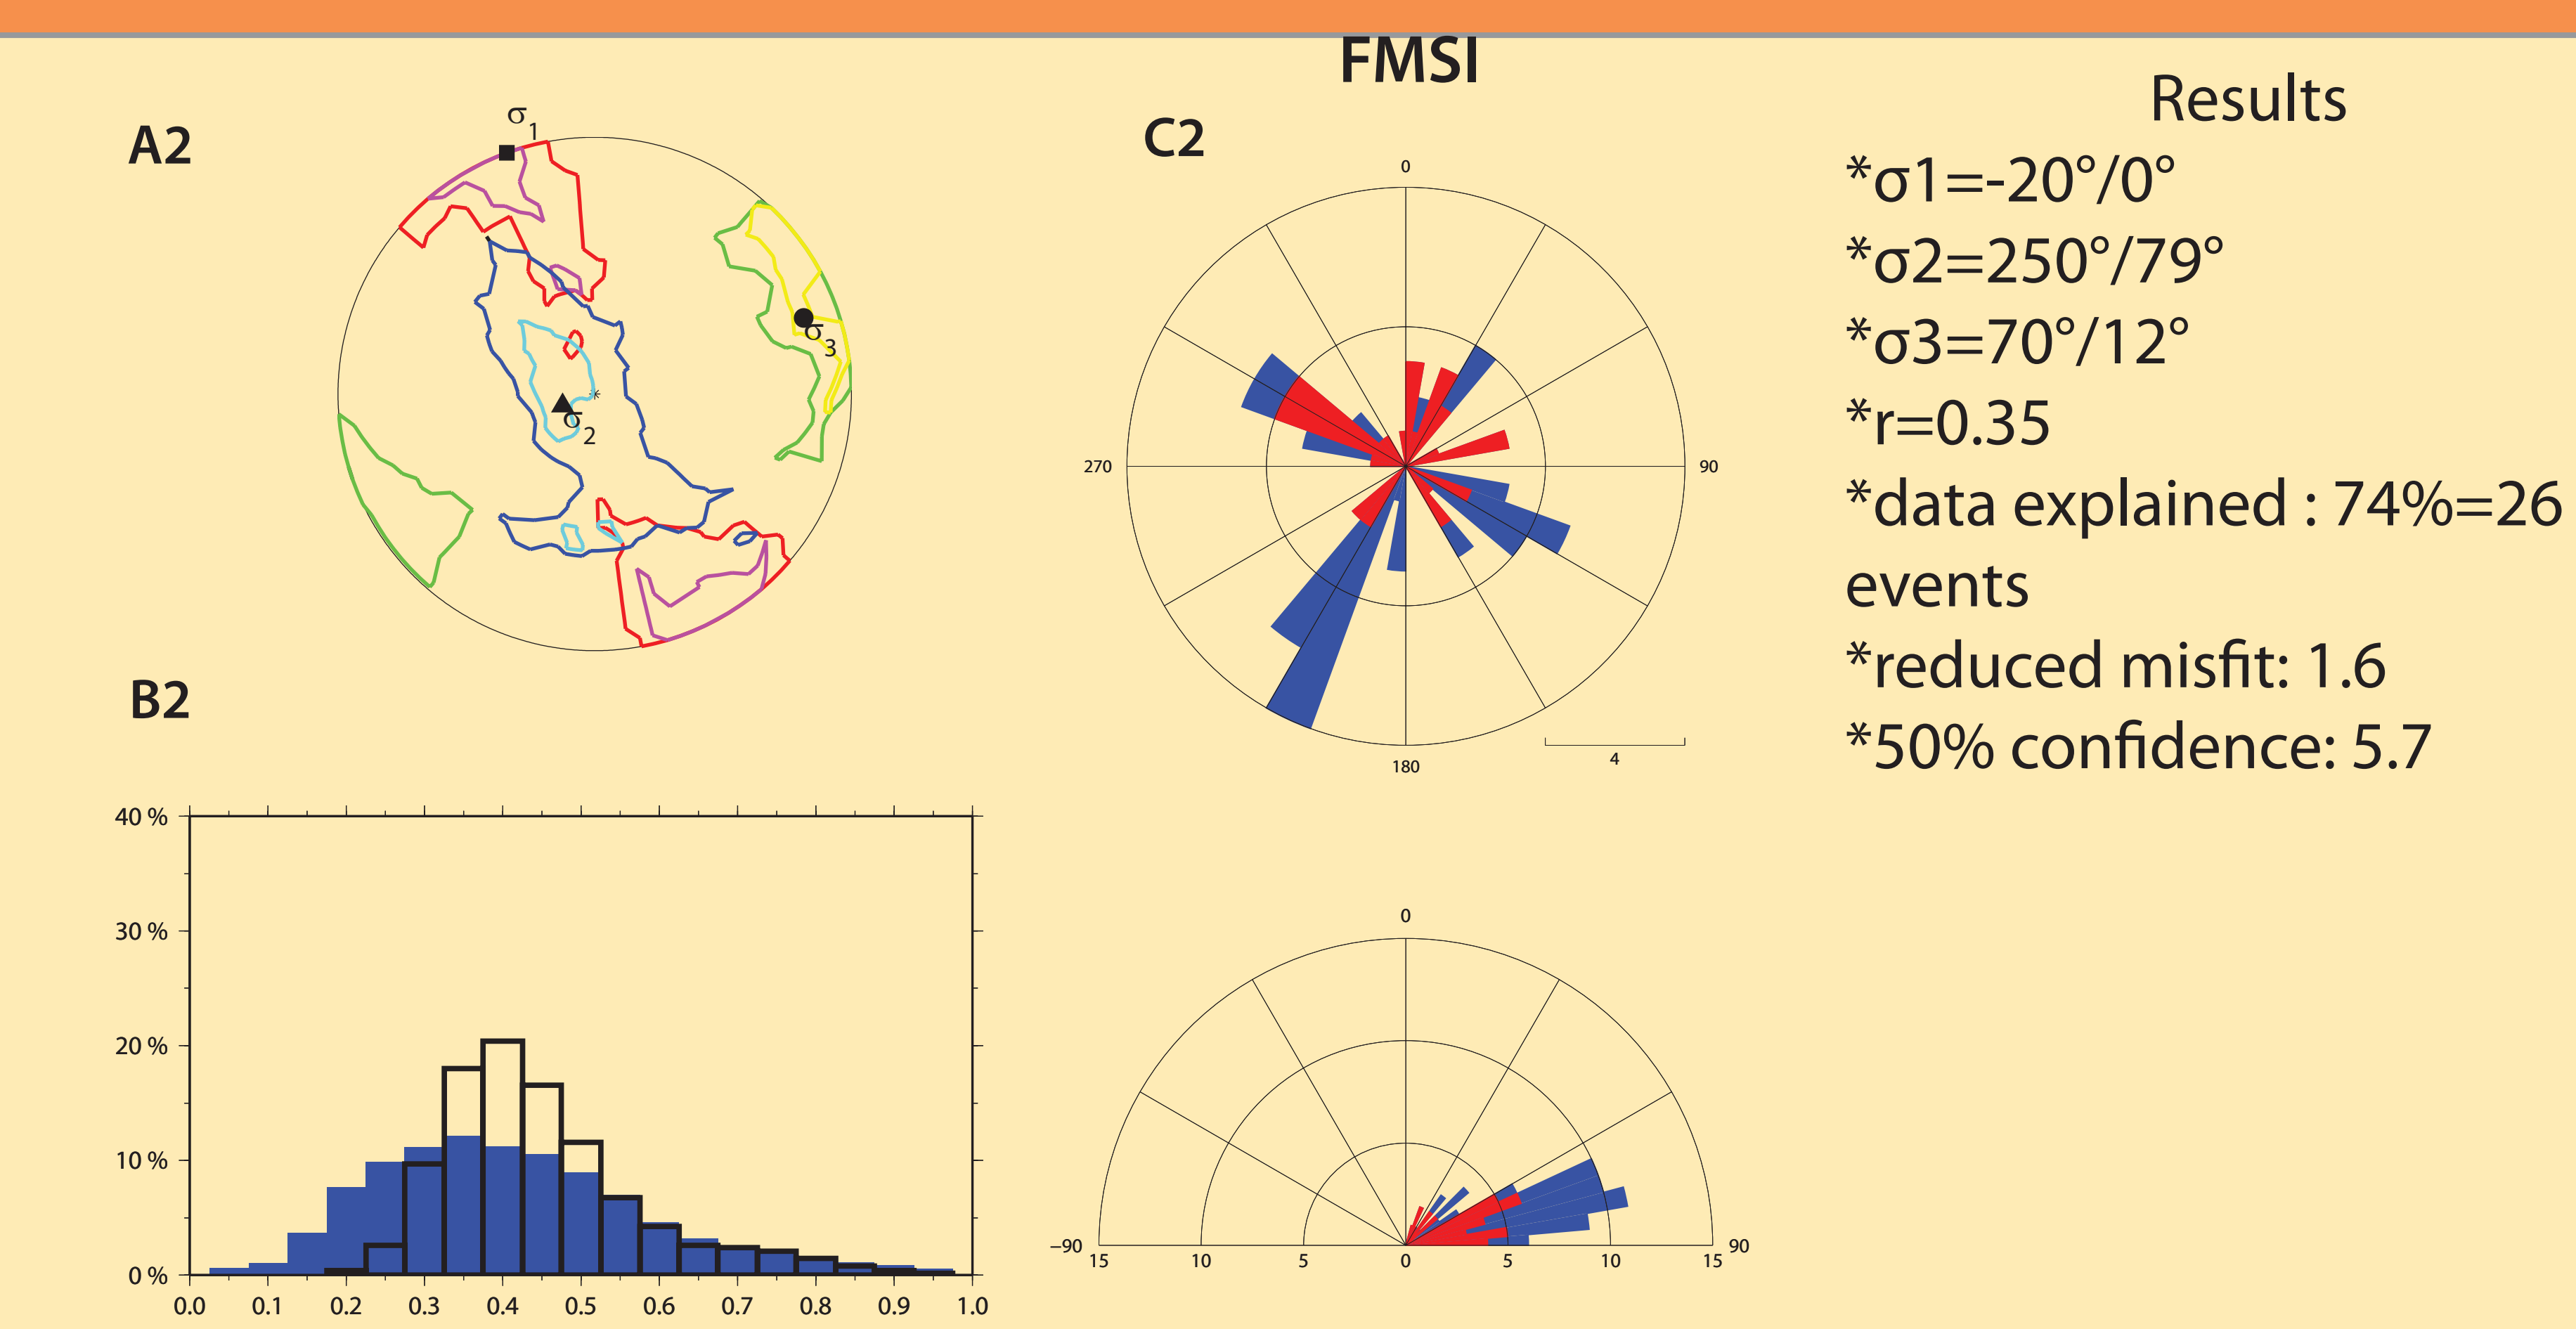 FMSI
A2
σ1
σ3
*
σ2
C2
0
270
90
180
4
Results
*σ1=-20°/0°
*σ2=250°/79°
*σ3=70°/12°
*r=0.35
*data explained : 74%=26
events
*reduced misfit: 1.6
*50% confidence: 5.7
B2
40 %
30 %
20 %
10 %
0 %
0.0 0.1 0.2 0.3 0.4 0.5 0.6 0.7 0.8 0.9 1.0
0
−90 90
15 10 5 0 5 10 15